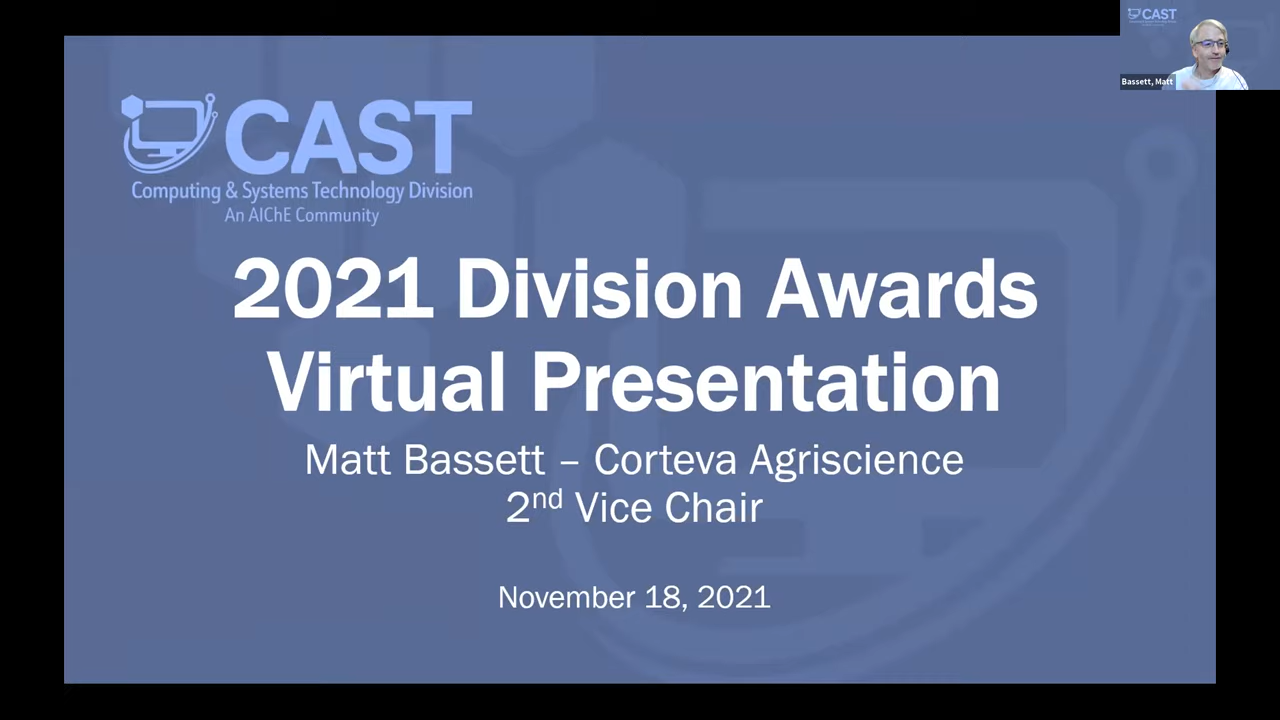 CAST
Computing & Systems Technology Division
An AIChE Community
2021 Division Awards
Virtual Presentation
Matt Bassett – Corteva Agriscience
2nd Vice Chair
November 18, 2021
CAST
Bassett, Matt